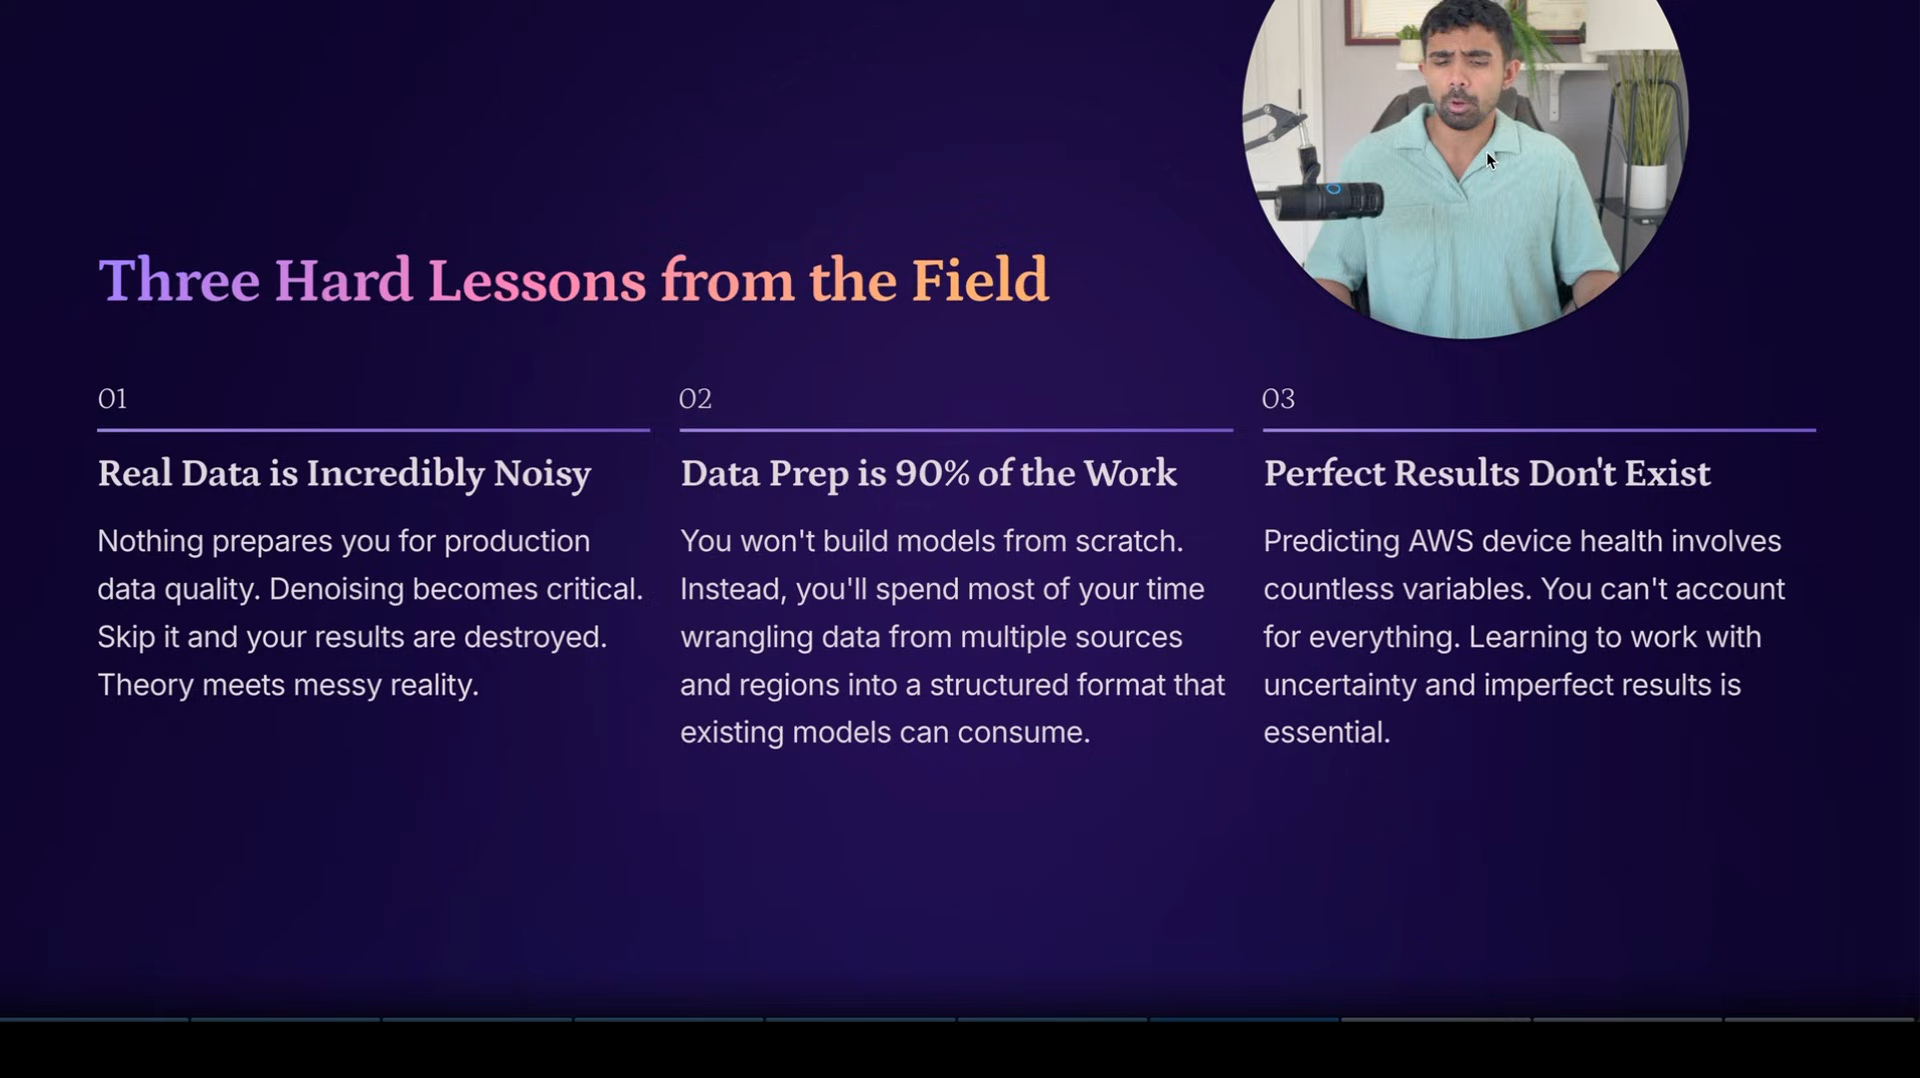 Three Hard Lessons from the Field
01
Real Data is Incredibly Noisy
Nothing prepares you for production
data quality. Denoising becomes critical.
Skip it and your results are destroyed.
Theory meets messy reality.
02
Data Prep is 90% of the Work
You won't build models from scratch.
Instead, you'll spend most of your time
wrangling data from multiple sources
and regions into a structured format that
existing models can consume.
03
Perfect Results Don't Exist
Predicting AWS device health involves
countless variables. You can't account
for everything. Learning to work with
uncertainty and imperfect results is
essential.